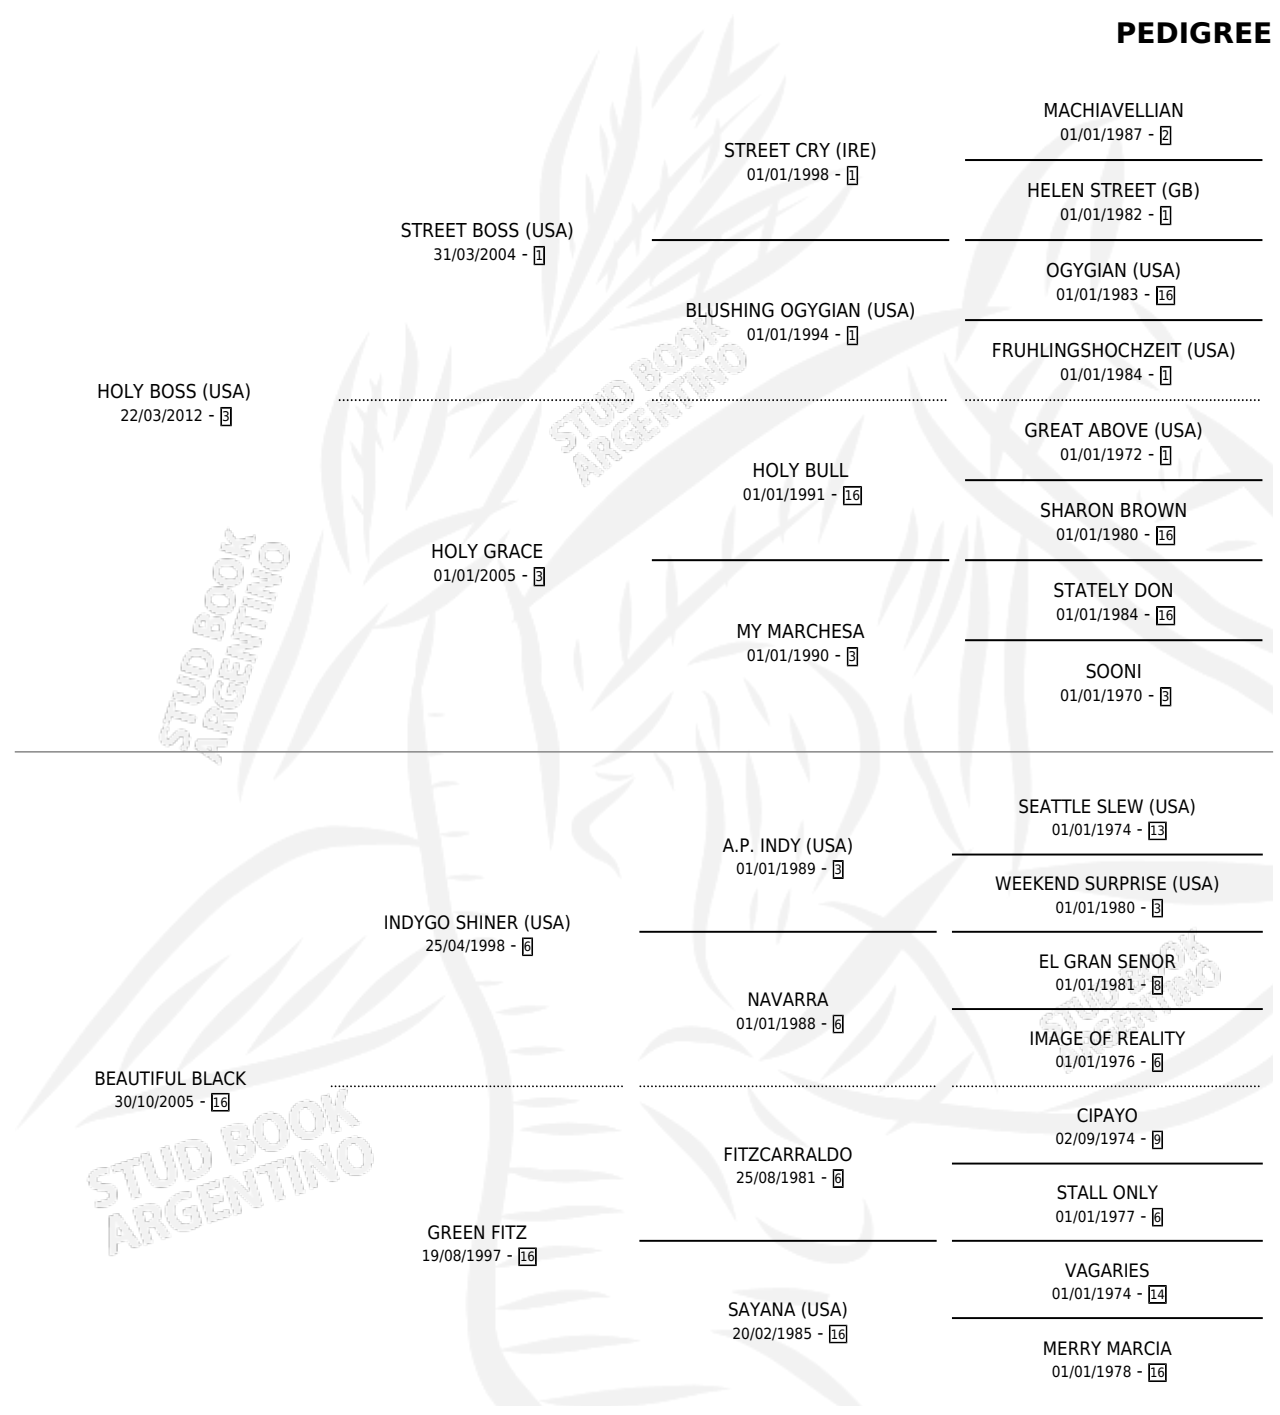 PEDIGREE
MACHIAVELLIAN
01/01/1987 - 2
STREET CRY (IRE)
01/01/1998 - 1
HELEN STREET (GB)
01/01/1982 - 1
STREET BOSS (USA)
31/03/2004 - 1
OGYGIAN (USA)
01/01/1983 - 16
BLUSHING OGYGIAN (USA)
01/01/1994 - 1
FRUHLINGSHOCHZEIT (USA)
01/01/1984 - 1
HOLY BOSS (USA)
22/03/2012 - 3
GREAT ABOVE (USA)
01/01/1972 - 1
HOLY BULL
01/01/1991 - 16
SHARON BROWN
01/01/1980 - 16
HOLY GRACE
01/01/2005 - 3
STATELY DON
01/01/1984 - 16
MY MARCHESA
01/01/1990 - 3
SOONI
01/01/1970 - 3
SEATTLE SLEW (USA)
01/01/1974 - 13
A.P. INDY (USA)
01/01/1989 - 3
WEEKEND SURPRISE (USA)
01/01/1980 - 3
INDYGO SHINER (USA)
25/04/1998 - 6
EL GRAN SENOR
01/01/1981 - 8
NAVARRA
01/01/1988 - 6
IMAGE OF REALITY
01/01/1976 - 6
BEAUTIFUL BLACK
30/10/2005 - 16
CIPAYO
02/09/1974 - 9
FITZCARRALDO
25/08/1981 - 6
STALL ONLY
01/01/1977 - 6
GREEN FITZ
19/08/1997 - 16
VAGARIES
01/01/1974 - 14
SAYANA (USA)
20/02/1985 - 16
MERRY MARCIA
01/01/1978 - 16
STUD BOOK
ARGENTINO
STUD BOOK
ARGENTINO
STUD BOOK
ARGENTINO
STUD BOOK
ARGENTINO